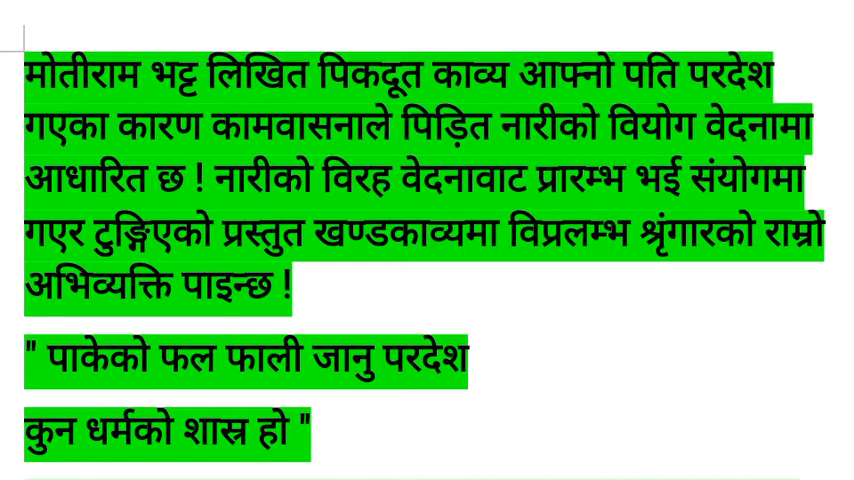 मोतीराम भट्ट लिखित पिकदूत काव्य आफ्नो पति परदेश
गएका कारण कामवासनाले पिड़ित नारीको वियोग वेदनामा
आधारित छ ! नारीको विरह वेदनावाट प्रारम्भ भई संयोगमा
गएर टुङ्गिएको प्रस्तुत खण्डकाव्यमा विप्रलम्भ श्रृंगारको राम्रो
अभिव्यक्ति पाइन्छ !
" पाकेको फल फाली जानु परदेश
कुन धर्मको शास्र हो "